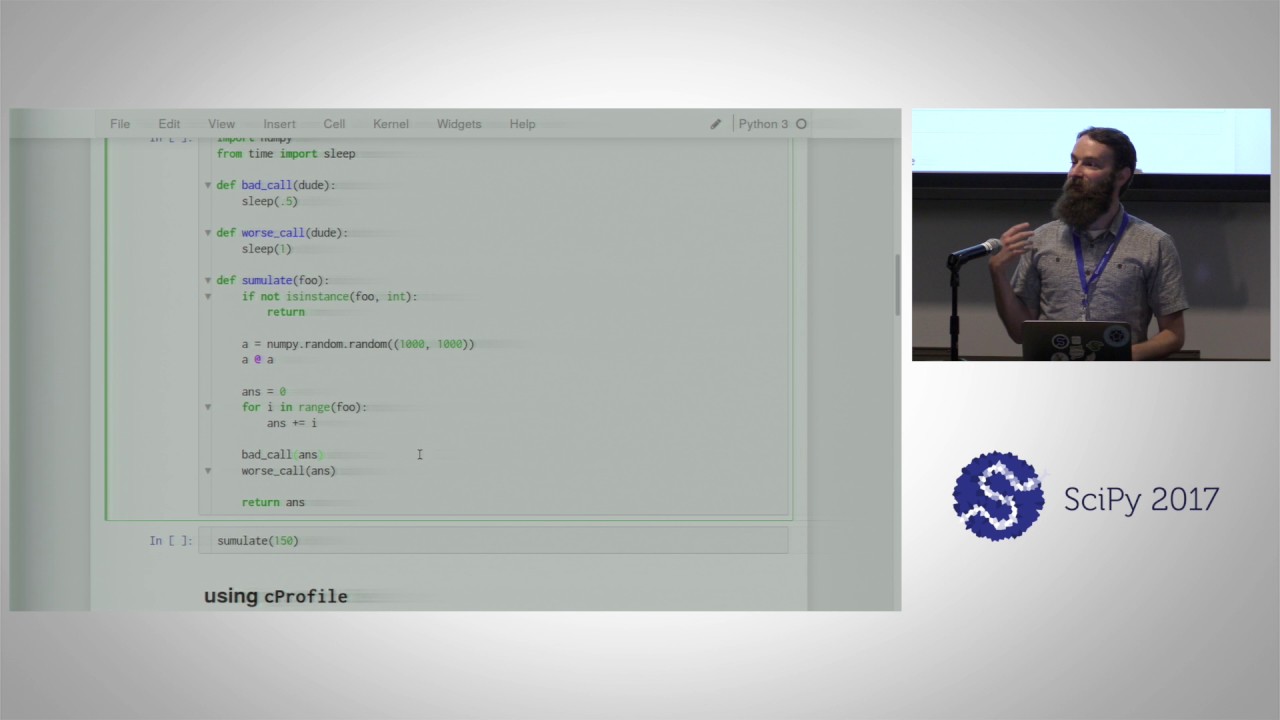 File Edit View Insert Cell Kernel Widgets Help Python 3
In [ ]: import numpy
from time import sleep
def bad_call(dude):
sleep(.5)
def worse_call(dude):
sleep(1)
def sumulate(foo):
if not isinstance(foo, int):
return
a = numpy.random.random((1000, 1000))
a @ a
ans = 0
for i in range(foo):
ans += i
bad_call(ans)
worse_call(ans)
return ans
In [ ]: sumulate(150)
using cProfile
SciPy 2017